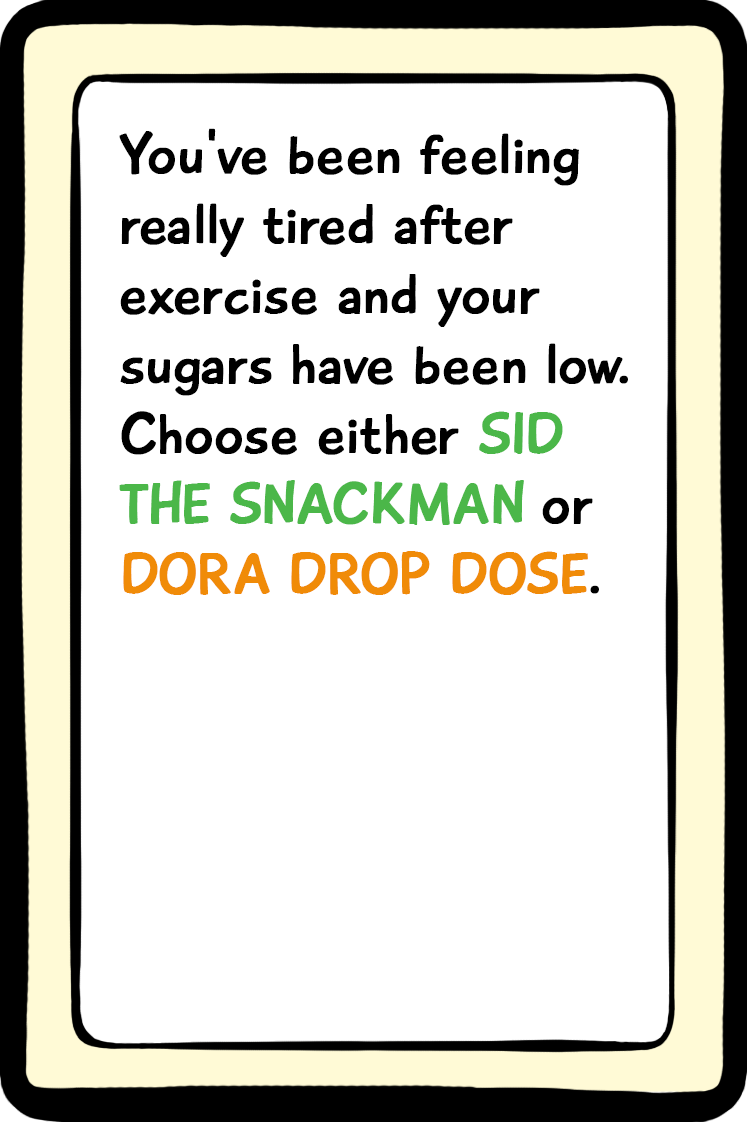 You've been feeling
really tired after
exercise and your
sugars have been low.
Choose either SID
THE SNACKMAN or
DORA DROP DOSE.